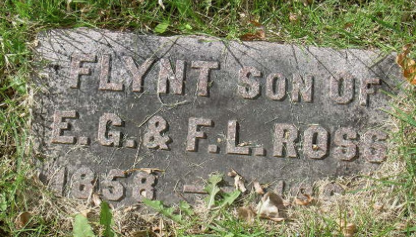 FLYNT SON OF
E. G. & F. L. ROSS
1858 –